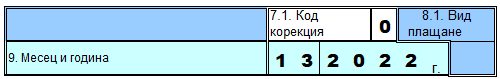 7.1. Код
корекция
0
8.1. Вид
плащане
9. Месец и година
1 3 2 0 2 2 г.